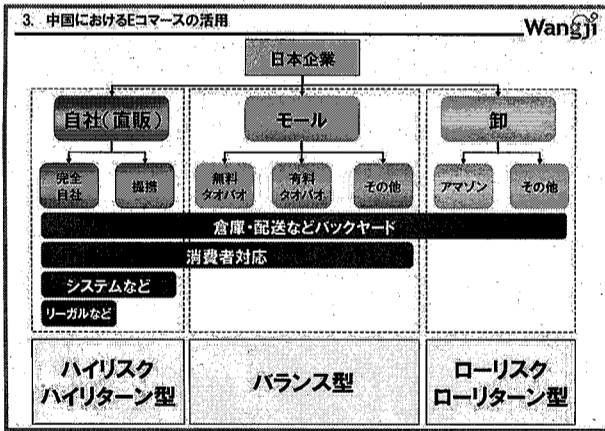 3. 中国におけるEコマースの活用
Wangji
日本企業
自社(直販)
モール
卸
完全
自社
提携
無料
タオバオ
有料
タオバオ
その他
アマゾン
その他
倉庫・配送などバックヤード
消費者対応
システムなど
リーガルなど
ハイリスク
ハイリターン型
バランス型
ローリスク
ローリターン型